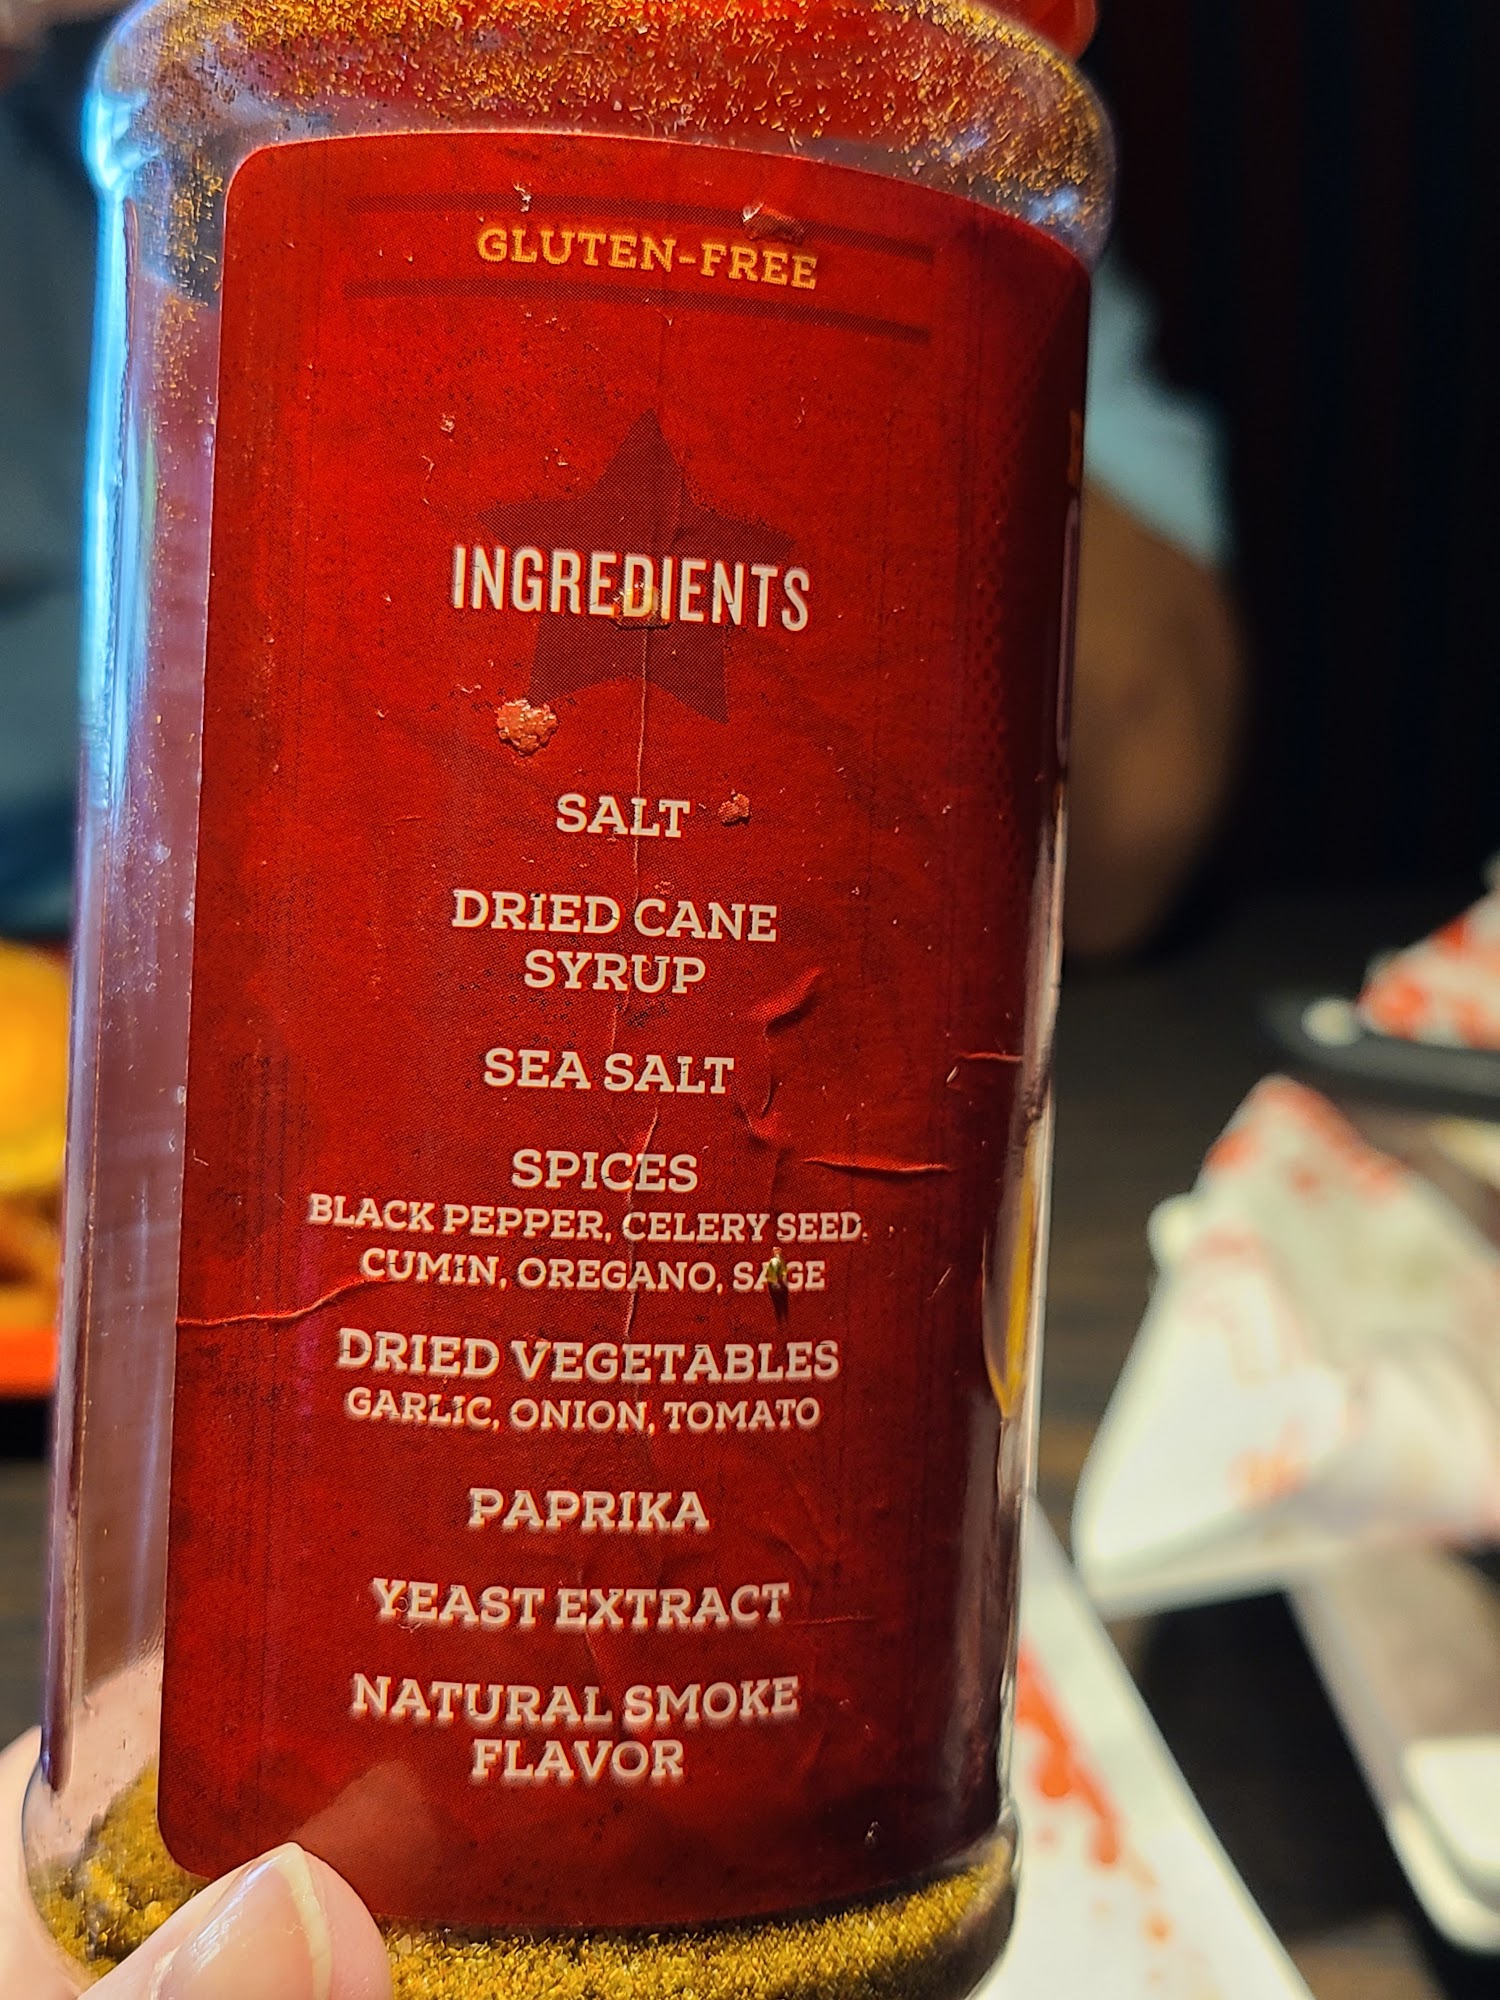 GLUTEN-FREE
INGREDIENTS
SALT
DRIED CANE
SYRUP
SEA SALT
SPICES
BLACK PEPPER, CELERY SEED,
CUMIN, OREGANO, SAGE
DRIED VEGETABLES
GARLIC, ONION, TOMATO
PAPRIKA
YEAST EXTRACT
NATURAL SMOKE
FLAVOR